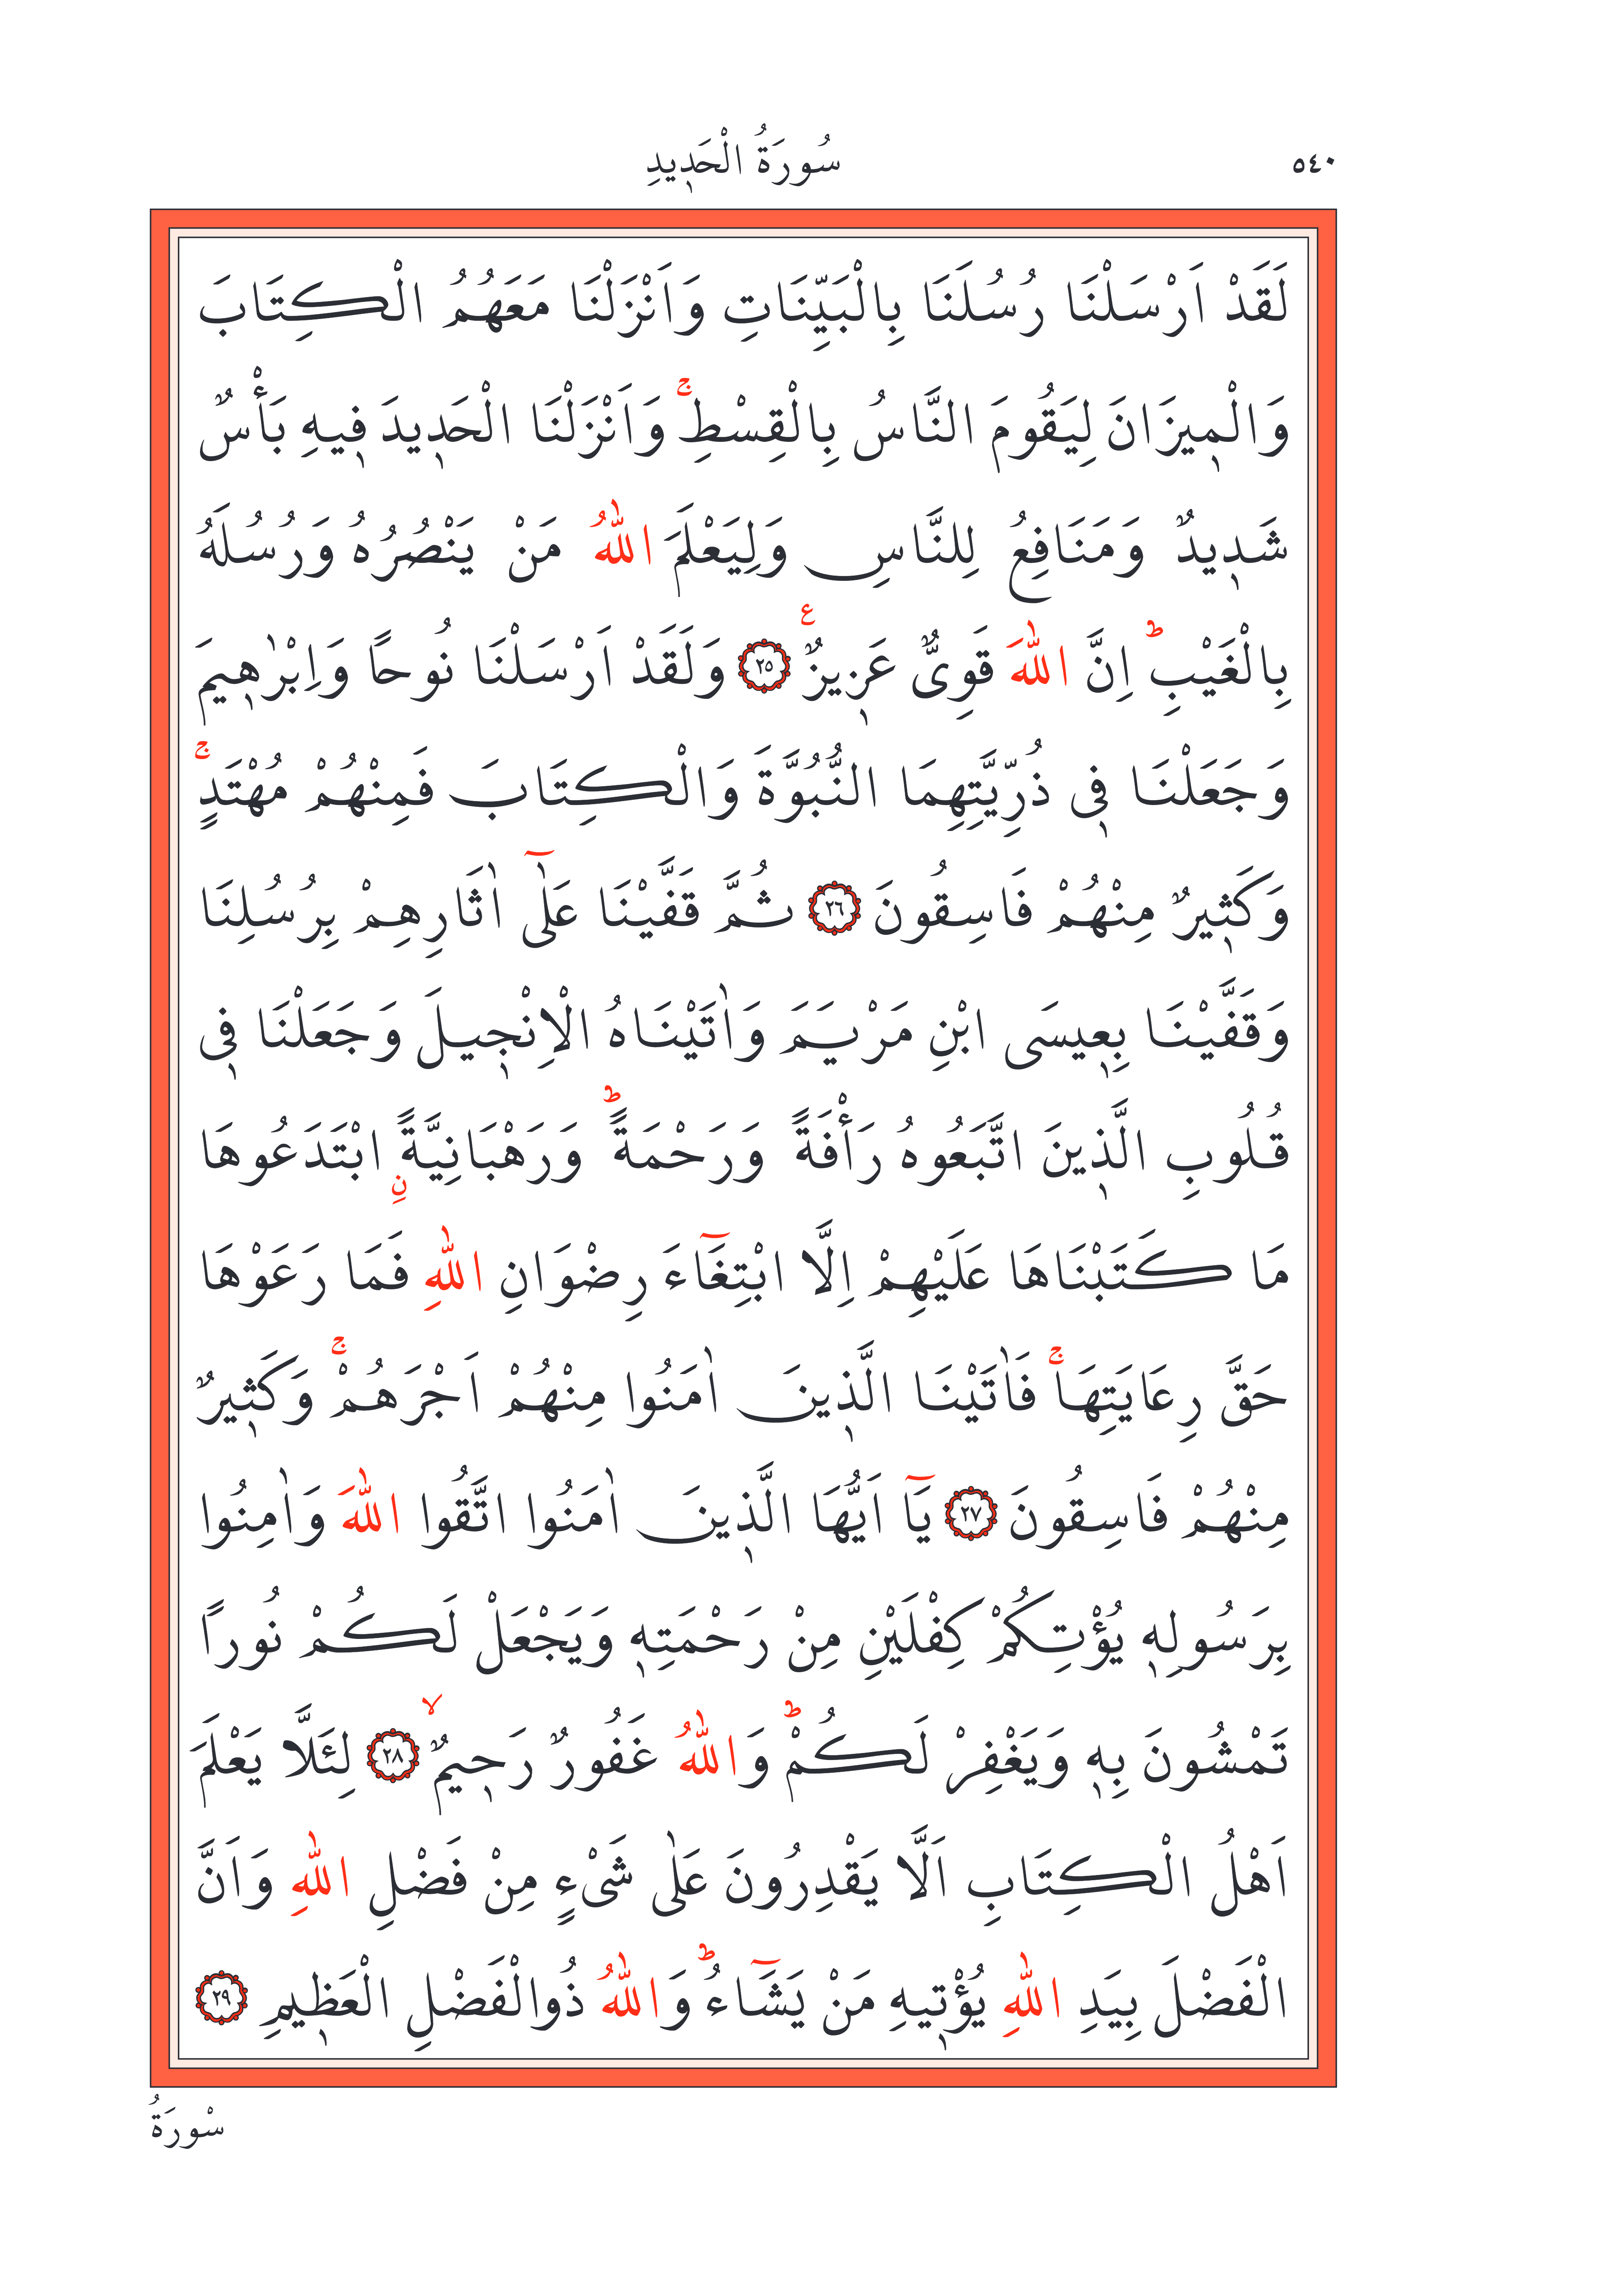 ٥٤٠
سُورَةُ الْحَد۪يدِ
لَقَدْ اَرْسَلْنَا رُسُلَنَا بِالْبَيِّنَاتِ وَاَنْزَلْنَا مَعَهُمُ الْكِتَابَ
وَالْم۪يزَانَ لِيَقُومَ النَّاسُ بِالْقِسْطِۚ وَاَنْزَلْنَا الْحَد۪يدَ ف۪يهِ بَأْسٌ
شَد۪يدٌ وَمَنَافِعُ لِلنَّاسِ وَلِيَعْلَمَ اللّٰهُ مَنْ يَنْصُرُهُ وَرُسُلَهُ
بِالْغَيْبِۜ اِنَّ اللّٰهَ قَوِىٌّ عَز۪يزٌ ع ﴿٢٥﴾ وَلَقَدْ اَرْسَلْنَا نُوحاً وَاِبْرٰه۪يمَ
وَجَعَلْنَا ف۪ى ذُرِّيَّتِهِمَا النُّبُوَّةَ وَالْكِتَابَ فَمِنْهُمْ مُهْتَدٍۚ
وَكَث۪يرٌ مِنْهُمْ فَاسِقُونَ ﴿٢٦﴾ ثُمَّ قَفَّيْنَا عَلٰٓى اٰثَارِهِمْ بِرُسُلِنَا
وَقَفَّيْنَا بِع۪يسَى ابْنِ مَرْيَمَ وَاٰتَيْنَاهُ الْاِنْج۪يلَ وَجَعَلْنَا ف۪ى
قُلُوبِ الَّذ۪ينَ اتَّبَعُوهُ رَأْفَةً وَرَحْمَةًۜ وَرَهْبَانِيَّةًۨ ابْتَدَعُوهَا
مَا كَتَبْنَاهَا عَلَيْهِمْ اِلَّا ابْتِغَٓاءَ رِضْوَانِ اللّٰهِ فَمَا رَعَوْهَا
حَقَّ رِعَايَتِهَاۚ فَاٰتَيْنَا الَّذ۪ينَ اٰمَنُوا مِنْهُمْ اَجْرَهُمْۚ وَكَث۪يرٌ
مِنْهُمْ فَاسِقُونَ ﴿٢٧﴾ يَٓا اَيُّهَا الَّذ۪ينَ اٰمَنُوا اتَّقُوا اللّٰهَ وَاٰمِنُوا
بِرَسُولِه۪ يُؤْتِكُمْ كِفْلَيْنِ مِنْ رَحْمَتِه۪ وَيَجْعَلْ لَكُمْ نُوراً
تَمْشُونَ بِه۪ وَيَغْفِرْ لَكُمْۜ وَاللّٰهُ غَفُورٌ رَح۪يمٌۙ ﴿٢٨﴾ لِئَلَّا يَعْلَمَ
اَهْلُ الْكِتَابِ اَلَّا يَقْدِرُونَ عَلٰى شَىْءٍ مِنْ فَضْلِ اللّٰهِ وَاَنَّ
الْفَضْلَ بِيَدِ اللّٰهِ يُؤْت۪يهِ مَنْ يَشَٓاءُۜ وَاللّٰهُ ذُوالْفَضْلِ الْعَظ۪يمِ ﴿٢٩﴾
سْورَةُ